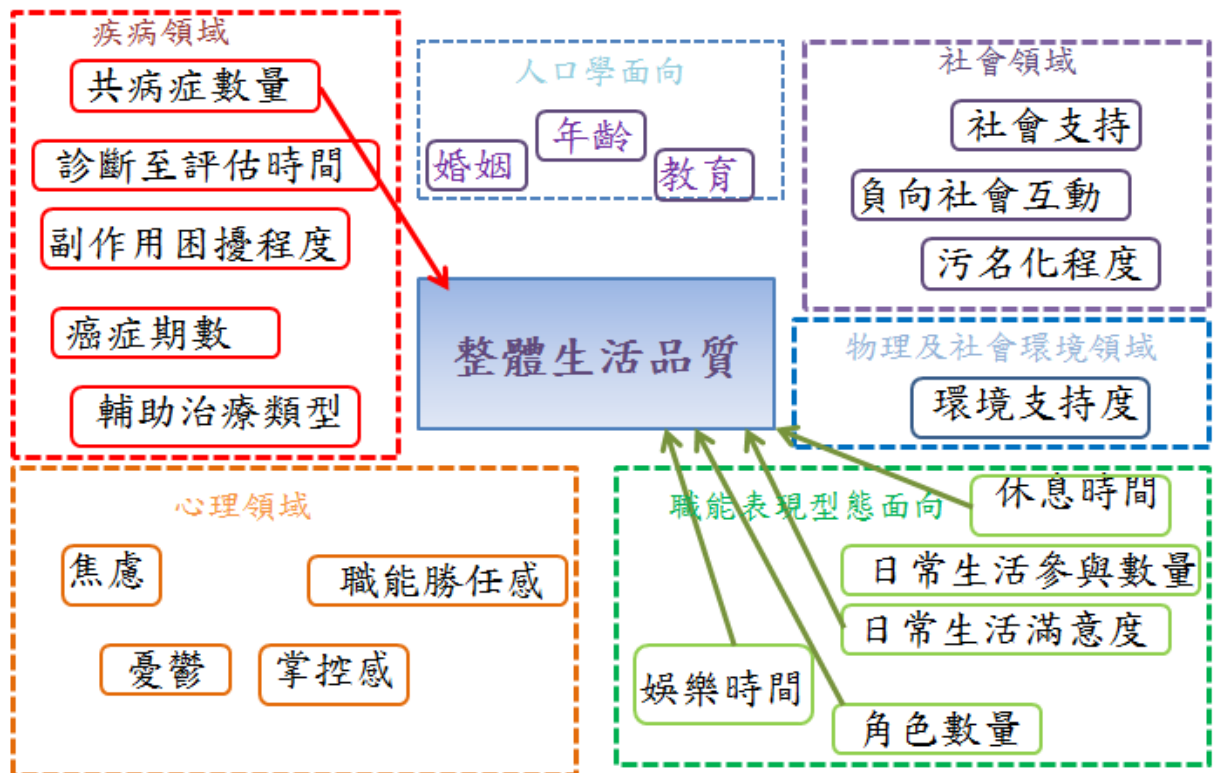 疾病領域
共病症數量
診斷至評估時間
副作用困擾程度
癌症期數
輔助治療類型
人口學面向
婚姻
年齡
教育
社會領域
社會支持
負向社會互動
污名化程度
整體生活品質
物理及社會環境領域
環境支持度
心理領域
焦慮
職能勝任感
憂鬱
掌控感
職能表現型態面向
休息時間
日常生活參與數量
日常生活滿意度
娛樂時間
角色數量